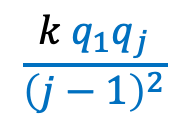 k q₁qⱼ
(j − 1)²